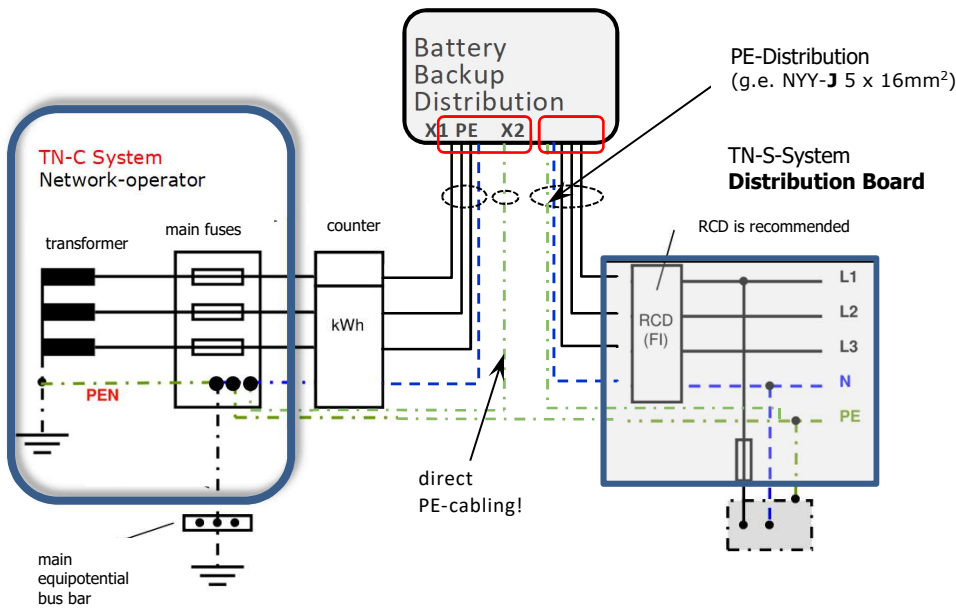 Battery
Backup
Distribution
X1 PE X2
PE-Distribution
(g.e. NYY-J 5 x 16mm²)
TN-C System
Network-operator
TN-S-System
Distribution Board
transformer
main fuses
counter
RCD is recommended
kWh
RCD
(FI)
L1
L2
L3
N
PE
PEN
direct
PE-cabling!
main
equipotential
bus bar